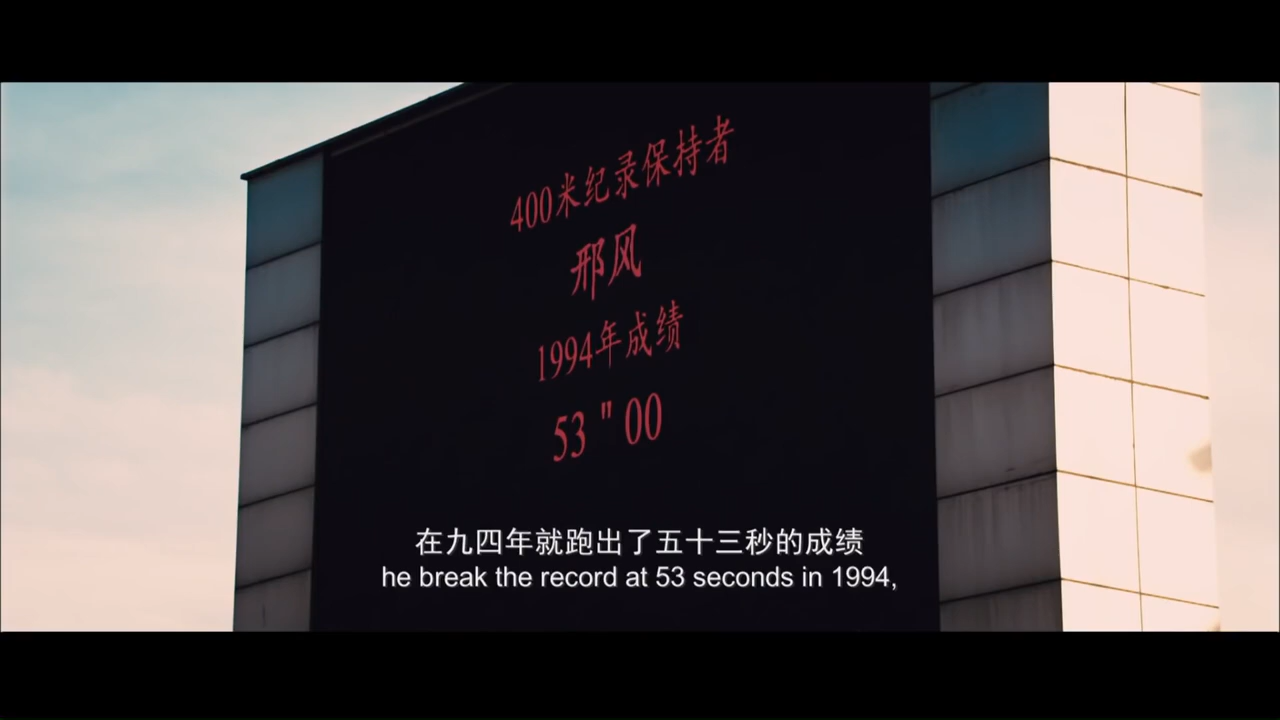 400米纪录保持者
邢风
1994年成绩
53"00
在九四年就跑出了五十三秒的成绩
he break the record at 53 seconds in 1994,